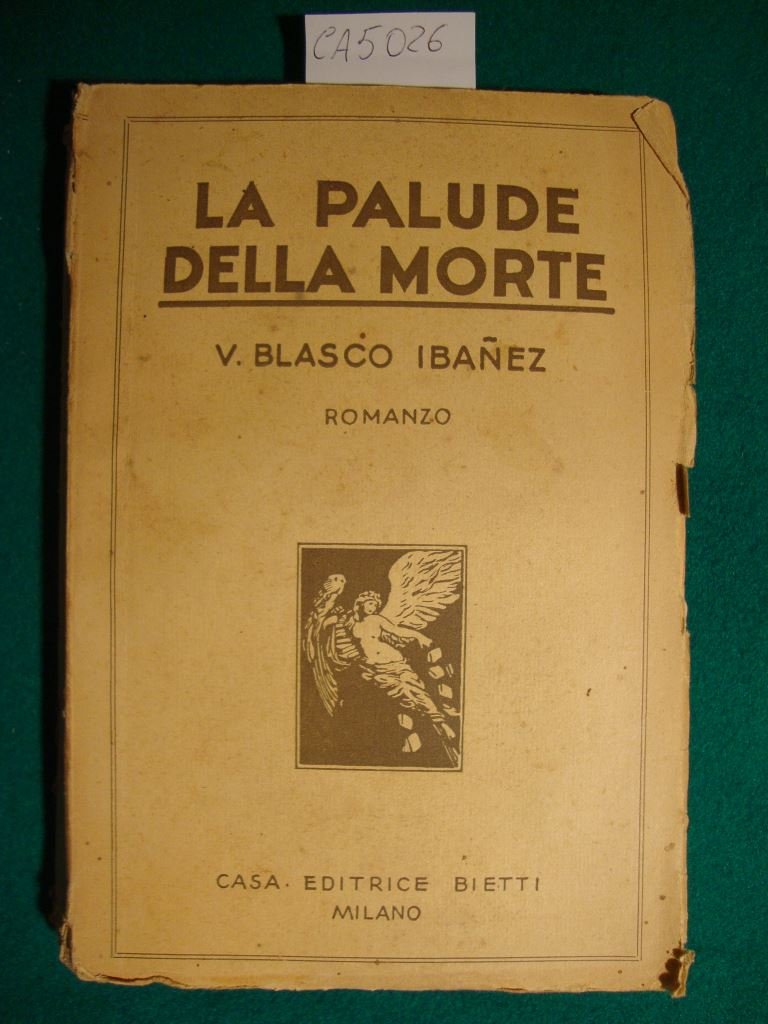 CA5026
LA PALUDE
DELLA MORTE
V. BLASCO IBAÑEZ
ROMANZO
CASA. EDITRICE BIETTI
MILANO